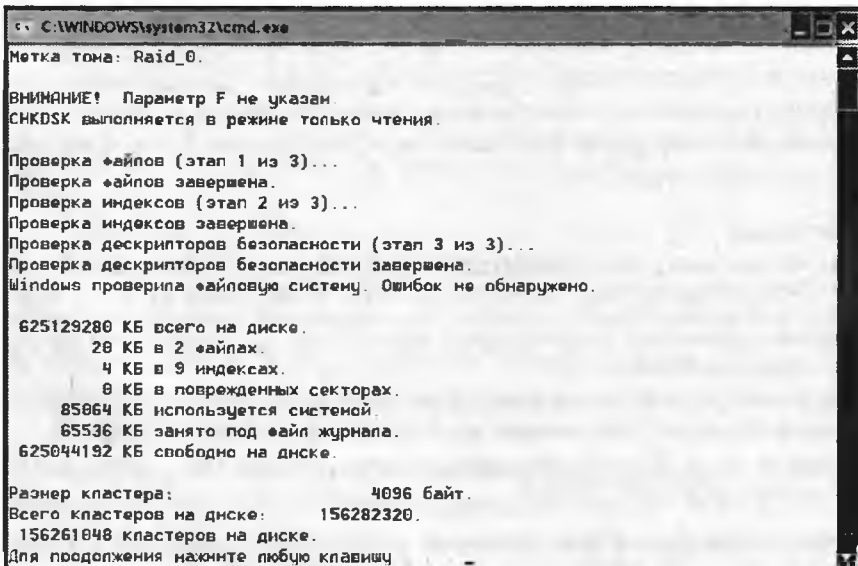 C:\WINDOWS\system32\cmd.exe
Метка тома: Raid_0.
ВНИМАНИЕ! Параметр F не указан.
CHKDSK выполняется в режиме только чтения.
Проверка файлов (этап 1 из 3)...
Проверка файлов завершена.
Проверка индексов (этап 2 из 3)...
Проверка индексов завершена.
Проверка дескрипторов безопасности (этап 3 из 3)...
Проверка дескрипторов безопасности завершена.
Windows проверила файловую систему. Ошибок не обнаружено.
625129280 КБ всего на диске.
20 КБ в 2 файлах.
4 КБ в 9 индексах.
0 КБ в поврежденных секторах.
85064 КБ используется системой.
65536 КБ занято под файл журнала.
625044192 КБ свободно на диске.
Размер кластера: 4096 байт.
Всего кластеров на диске: 156282320.
156261048 кластеров на диске.
Для продолжения нажмите любую клавишу . . . _